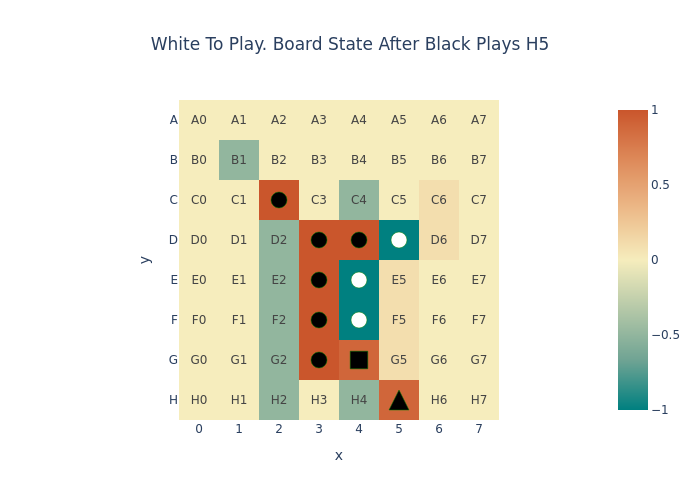 White To Play. Board State After Black Plays H5
A A0 A1 A2 A3 A4 A5 A6 A7
B B0 B1 B2 B3 B4 B5 B6 B7
C C0 C1 C3 C4 C5 C6 C7
D D0 D1 D2 D6 D7
E E0 E1 E2 E5 E6 E7
F F0 F1 F2 F5 F6 F7
G G0 G1 G2 G5 G6 G7
H H0 H1 H2 H3 H4 H6 H7
0 1 2 3 4 5 6 7
x
y
1
0.5
0
−0.5
−1